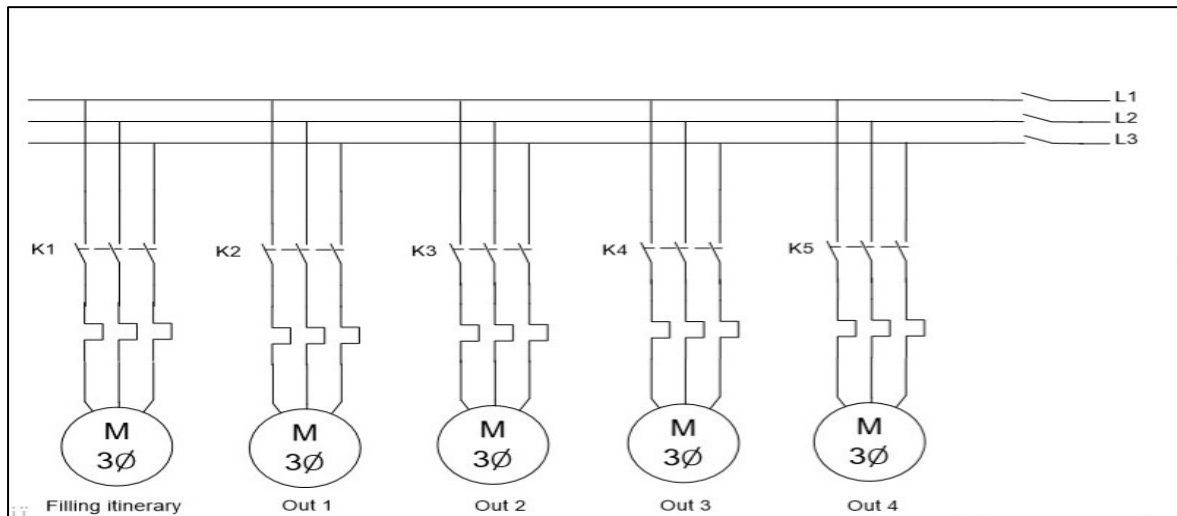 L1
L2
L3
K1
K2
K3
K4
K5
M
3Ø
M
3Ø
M
3Ø
M
3Ø
M
3Ø
Filling itinerary
Out 1
Out 2
Out 3
Out 4